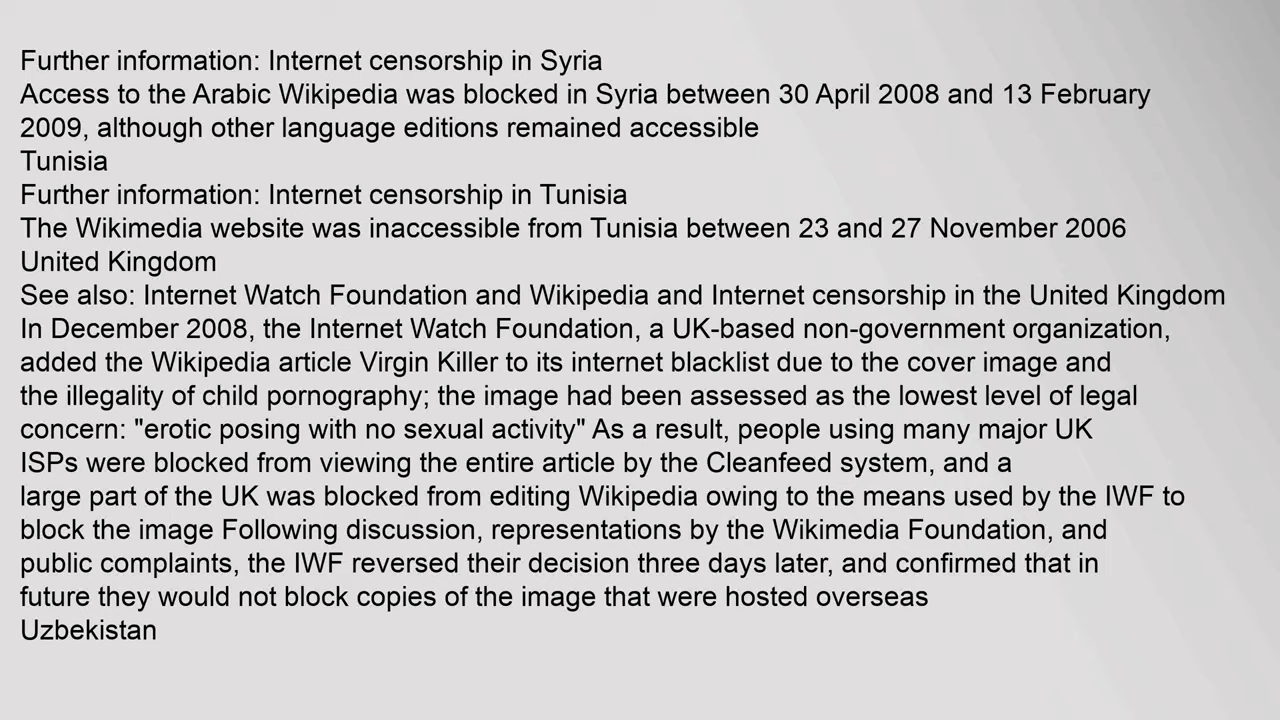 Further information: Internet censorship in Syria
Access to the Arabic Wikipedia was blocked in Syria between 30 April 2008 and 13 February
2009, although other language editions remained accessible
Tunisia
Further information: Internet censorship in Tunisia
The Wikimedia website was inaccessible from Tunisia between 23 and 27 November 2006
United Kingdom
See also: Internet Watch Foundation and Wikipedia and Internet censorship in the United Kingdom
In December 2008, the Internet Watch Foundation, a UK-based non-government organization,
added the Wikipedia article Virgin Killer to its internet blacklist due to the cover image and
the illegality of child pornography; the image had been assessed as the lowest level of legal
concern: "erotic posing with no sexual activity" As a result, people using many major UK
ISPs were blocked from viewing the entire article by the Cleanfeed system, and a
large part of the UK was blocked from editing Wikipedia owing to the means used by the IWF to
block the image Following discussion, representations by the Wikimedia Foundation, and
public complaints, the IWF reversed their decision three days later, and confirmed that in
future they would not block copies of the image that were hosted overseas
Uzbekistan